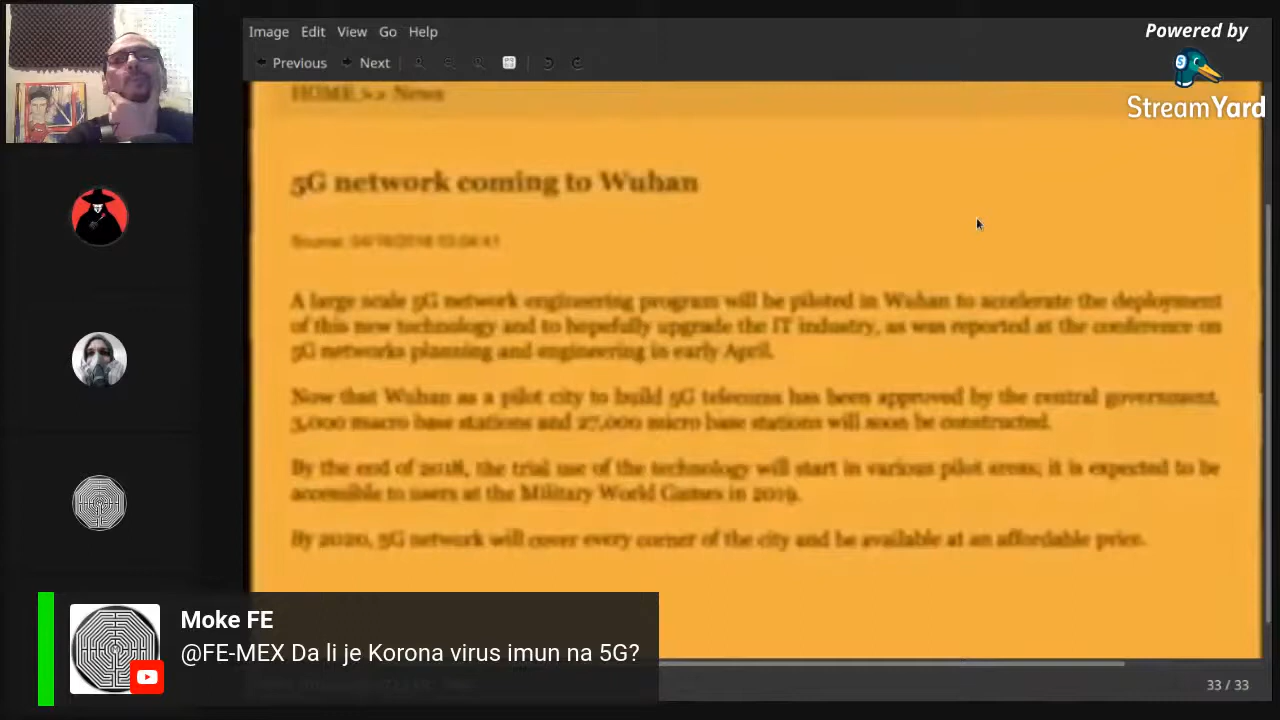 Image Edit View Go Help
Powered by
Previous Next
StreamYard
HOME >> News
5G network coming to Wuhan
Source:
A large scale 5G network engineering program will be piloted in Wuhan to accelerate the deployment
of this new technology and to hopefully upgrade the IT industry, as was reported at the conference on
5G networks planning and engineering in early April.
Now that Wuhan as a pilot city to build 5G telecoms has been approved by the central government,
3,000 macro base stations and 27,000 micro base stations will soon be constructed.
By the end of 2018, the trial use of the technology will start in various pilot areas; it is expected to be
accessible to users at the Military World Games in 2019.
By 2020, 5G network will cover every corner of the city and be available at an affordable price.
Moke FE
@FE-MEX Da li je Korona virus imun na 5G?
33 / 33